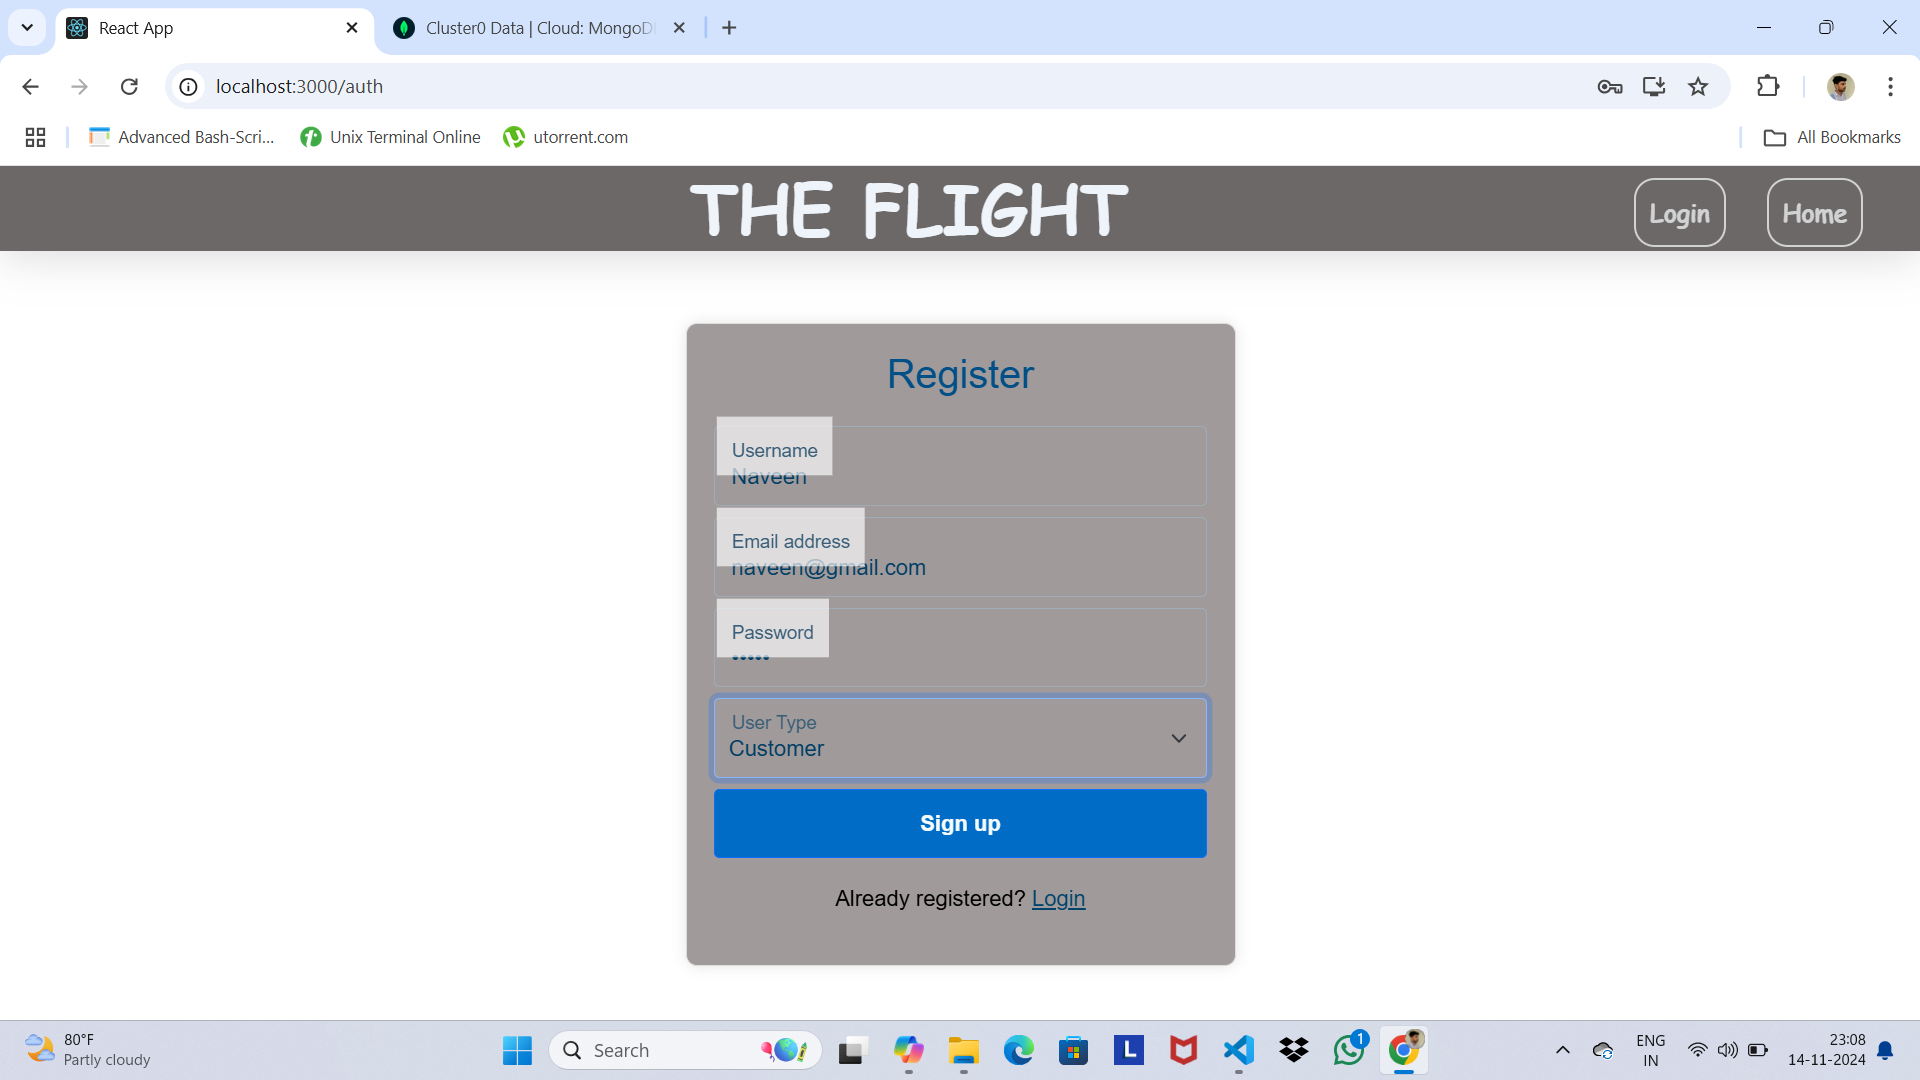 React App
Cluster0 Data | Cloud: MongoD
localhost:3000/auth
Advanced Bash-Scri...
Unix Terminal Online
utorrent.com
All Bookmarks
THE FLIGHT
Login
Home
Register
Username
Naveen
Email address
naveen@gmail.com
Password
•••••
User Type
Customer
Sign up
Already registered? Login
80°F
Partly cloudy
Search
L
1
ENG
IN
23:08
14-11-2024